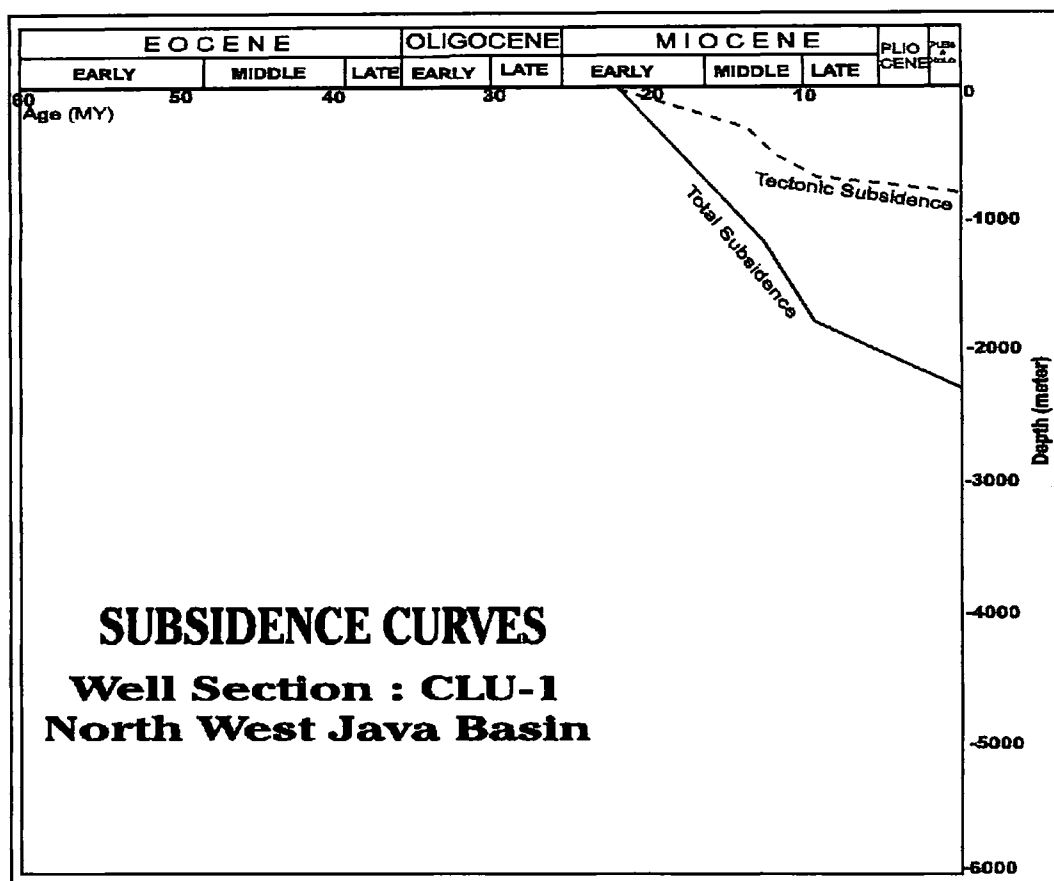 EOCENE OLIGOCENE MIOCENE PLIO CENE
EARLY MIDDLE LATE EARLY LATE EARLY MIDDLE LATE
60 50 40 30 20 10 0
Age (MY)
Tectonic Subsidence
Total Subsidence
-1000
-2000
Depth (meter)
-3000
-4000
SUBSIDENCE CURVES
Well Section : CLU-1
North West Java Basin
-5000
-6000